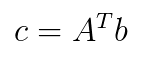 c = A^T b